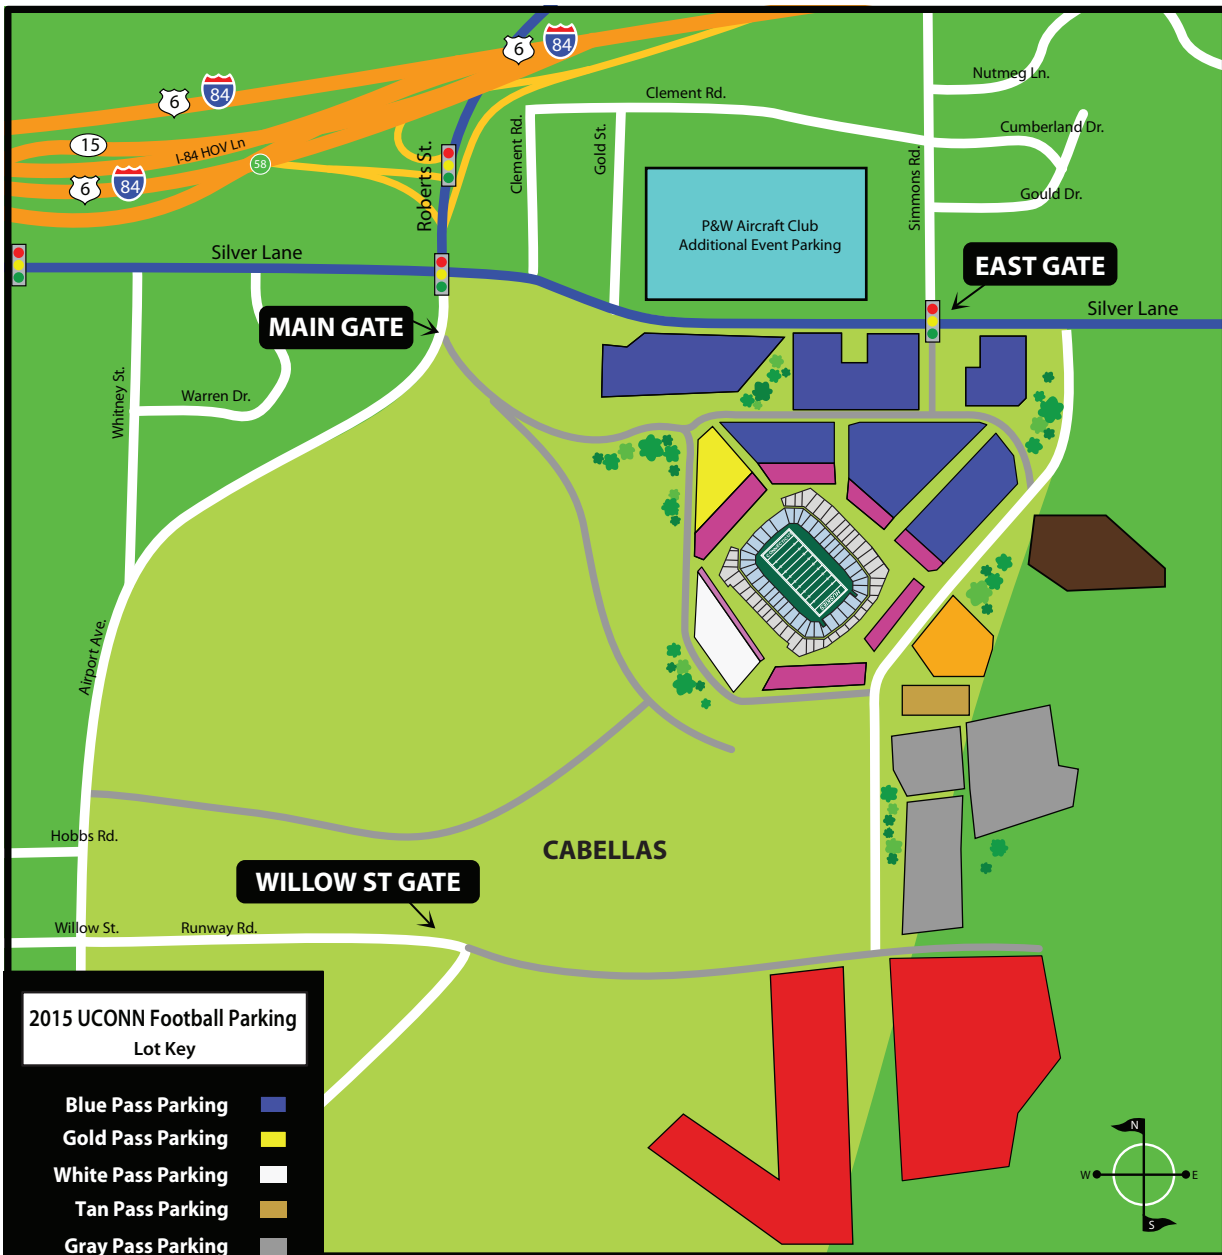 6
84
6
84
Nutmeg Ln.
Clement Rd.
15
I-84 HOV Ln
58
6
84
Roberts St.
Clement Rd.
Gold St.
Simmons Rd.
Cumberland Dr.
Gould Dr.
P&W Aircraft Club
Additional Event Parking
Silver Lane
EAST GATE
Silver Lane
MAIN GATE
Whitney St.
Warren Dr.
CONNECTICUT
HUSKIES
Airport Ave.
Hobbs Rd.
CABELLAS
WILLOW ST GATE
Willow St.
Runway Rd.
2015 UCONN Football Parking
Lot Key
Blue Pass Parking
Gold Pass Parking
White Pass Parking
Tan Pass Parking
Gray Pass Parking
N
W
E
S